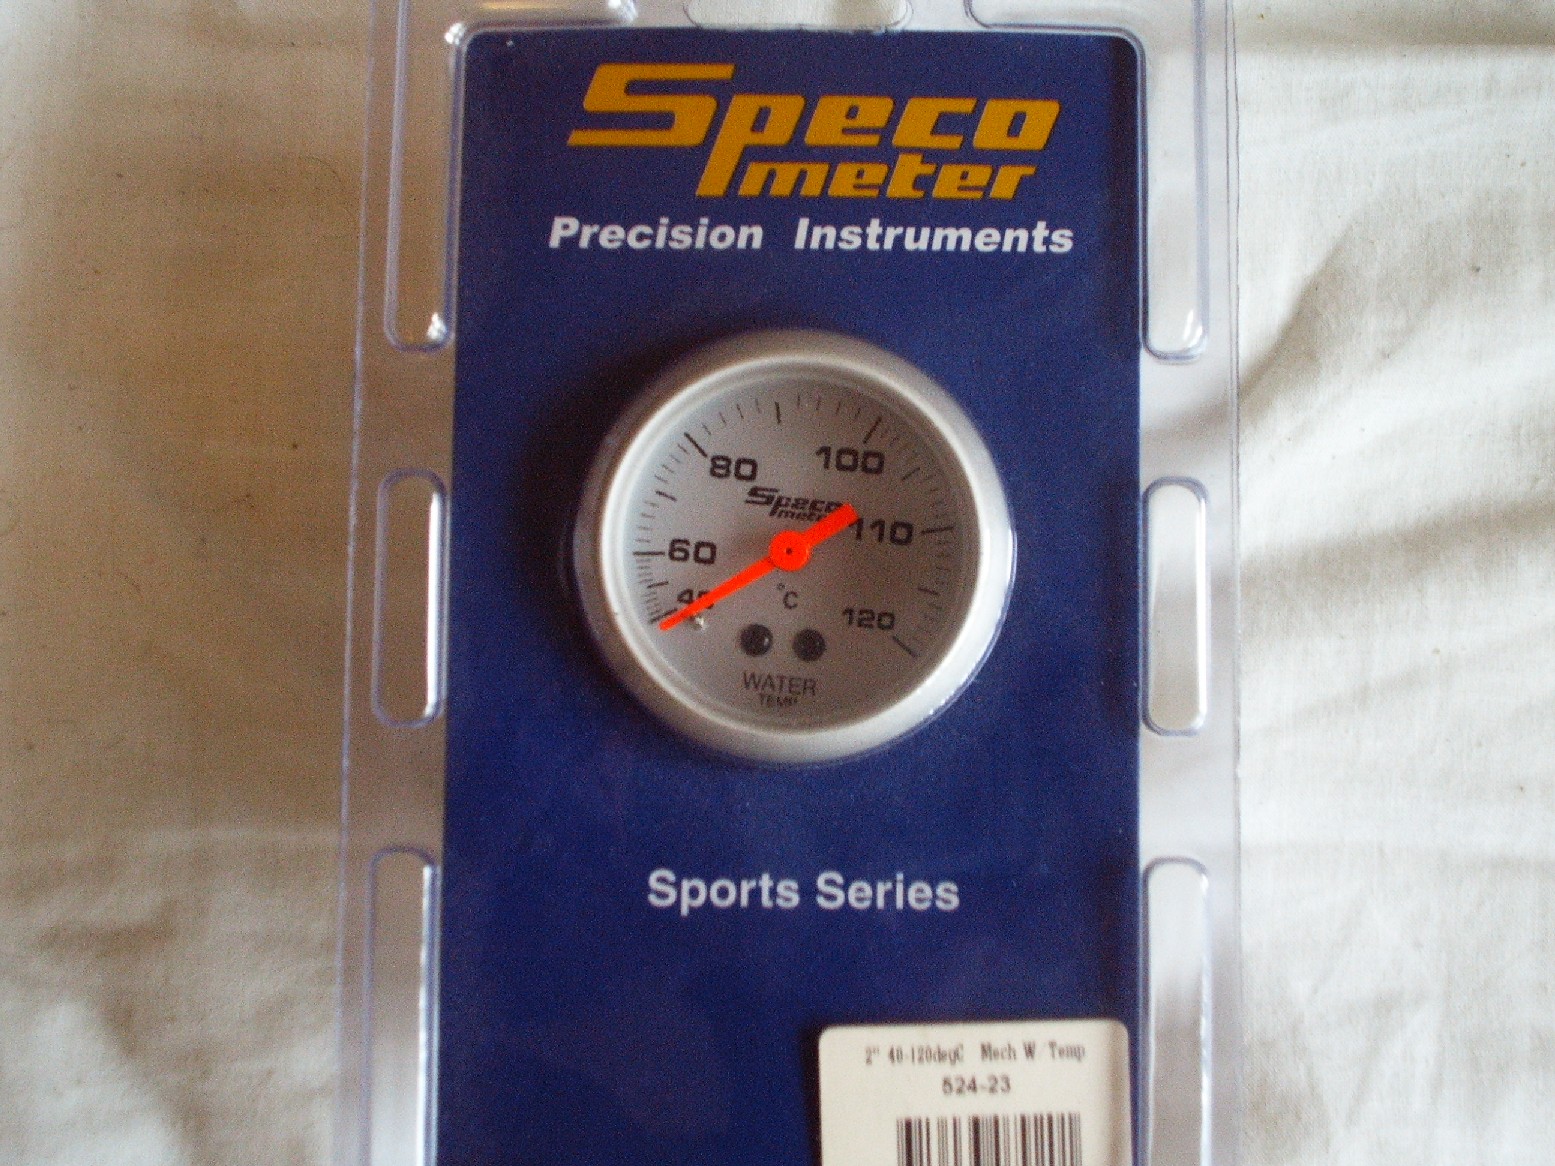 Speco
meter
Precision Instruments
80
100
Speco
meter
110
60
40
°C
120
WATER
TEMP
Sports Series
2" 40-120degC Mech W/Temp
524-23